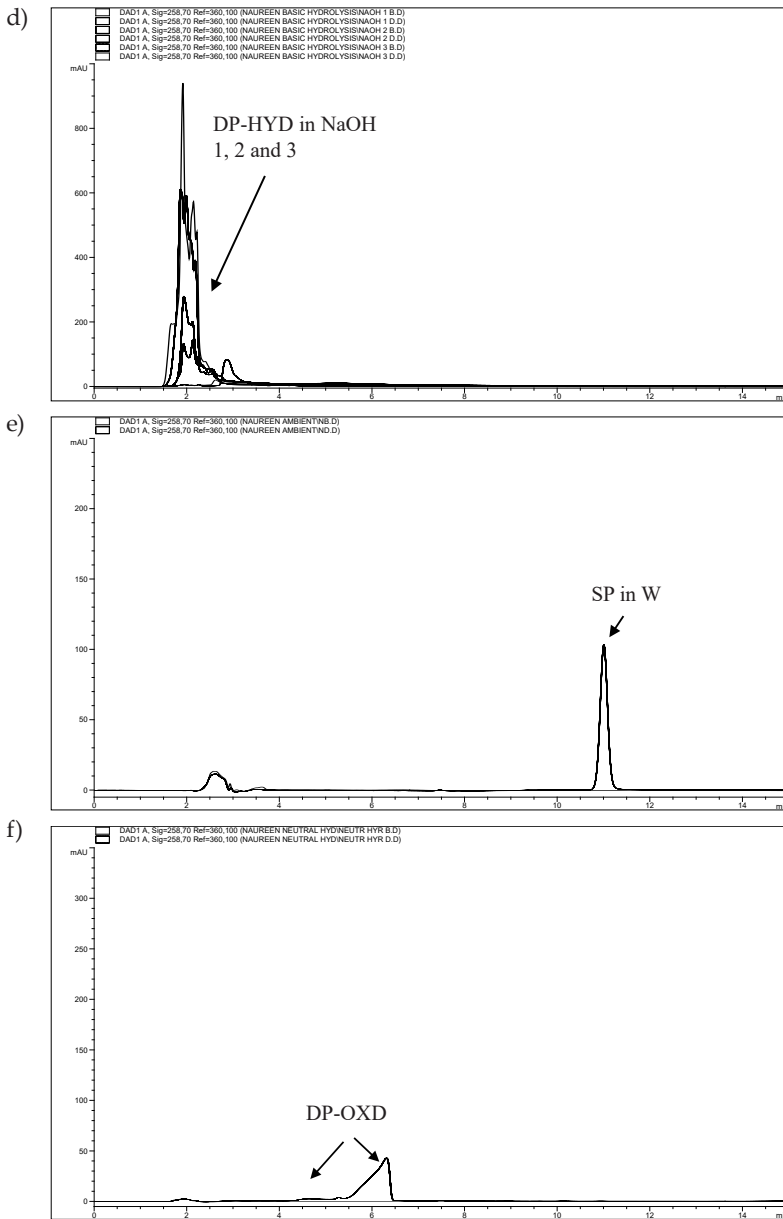 d)
DAD1 A, Sig=258,70 Ref=360,100 (NAUREEN BASIC HYDROLYSIS\NAOH 1 B.D)
DAD1 A, Sig=258,70 Ref=360,100 (NAUREEN BASIC HYDROLYSIS\NAOH 1 D.D)
DAD1 A, Sig=258,70 Ref=360,100 (NAUREEN BASIC HYDROLYSIS\NAOH 2 B.D)
DAD1 A, Sig=258,70 Ref=360,100 (NAUREEN BASIC HYDROLYSIS\NAOH 2 D.D)
DAD1 A, Sig=258,70 Ref=360,100 (NAUREEN BASIC HYDROLYSIS\NAOH 3 B.D)
DAD1 A, Sig=258,70 Ref=360,100 (NAUREEN BASIC HYDROLYSIS\NAOH 3 D.D)
mAU
800
600
400
200
0
DP-HYD in NaOH
1, 2 and 3
0 2 4 6 8 10 12 14 m
e)
DAD1 A, Sig=258,70 Ref=360,100 (NAUREEN AMBIENT\NB.D)
DAD1 A, Sig=258,70 Ref=360,100 (NAUREEN AMBIENT\ND.D)
mAU
200
150
100
50
0
SP in W
0 2 4 6 8 10 12 14 m
f)
DAD1 A, Sig=258,70 Ref=360,100 (NAUREEN NEUTRAL HYD\NEUTR HYR B.D)
DAD1 A, Sig=258,70 Ref=360,100 (NAUREEN NEUTRAL HYD\NEUTR HYR D.D)
mAU
300
250
200
150
100
50
0
DP-OXD
0 2 4 6 8 10 12 14 m